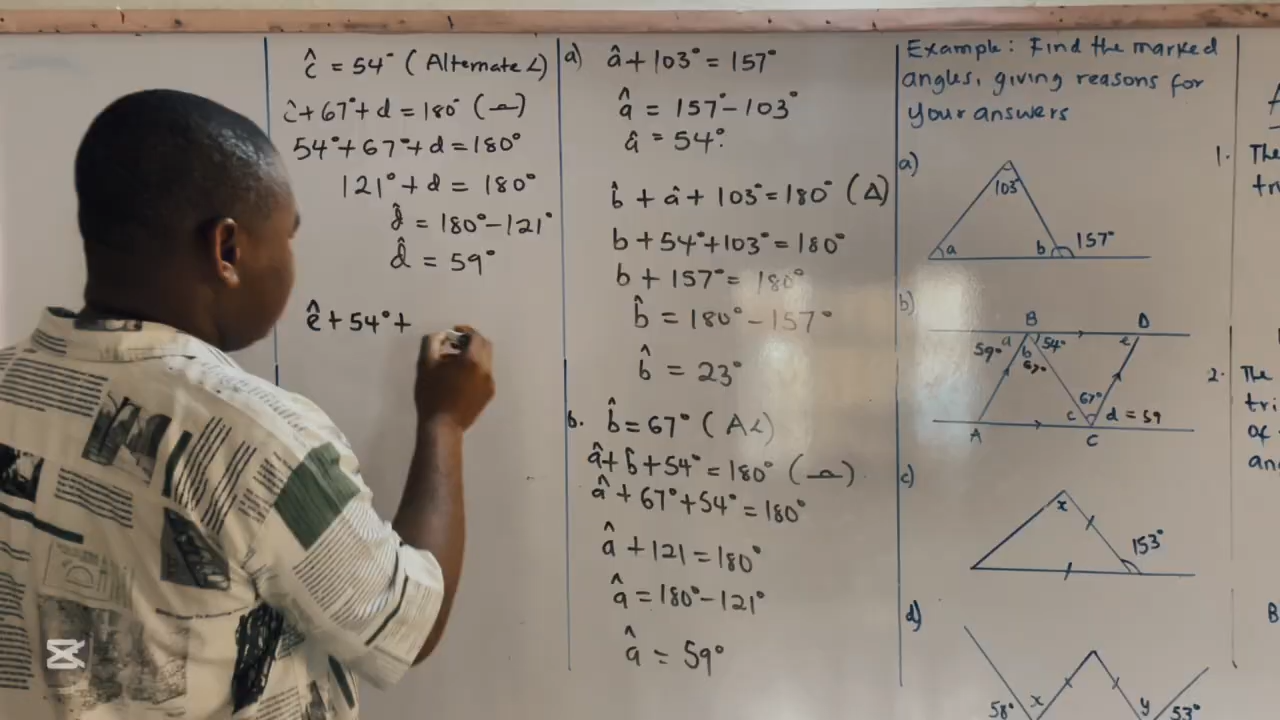 ĉ = 54° (Alternate ∠)
ĉ + 67° + d = 180° (⦟)
54° + 67° + d = 180°
121° + d = 180°
d̂ = 180° − 121°
d̂ = 59°
ê + 54° +
a) â + 103° = 157°
â = 157° − 103°
â = 54°.
b̂ + â + 103° = 180° (Δ)
b + 54° + 103° = 180°
b + 157° = 180°
b̂ = 180° − 157°
b̂ = 23°
b. b̂ = 67° (A∠)
â + b̂ + 54° = 180°
â + 67° + 54° = 180°
â + 121 = 180°
â = 180° − 121°
â = 59°
Example: Find the marked
angles, giving reasons for
your answers
a)
103°
a b 157°
b)
B D
59° a 54° e
b
67°
67°
c d = 59
A C
c)
x
153°
d)
58° x y 53°
1. The
2. The
tri
of
B